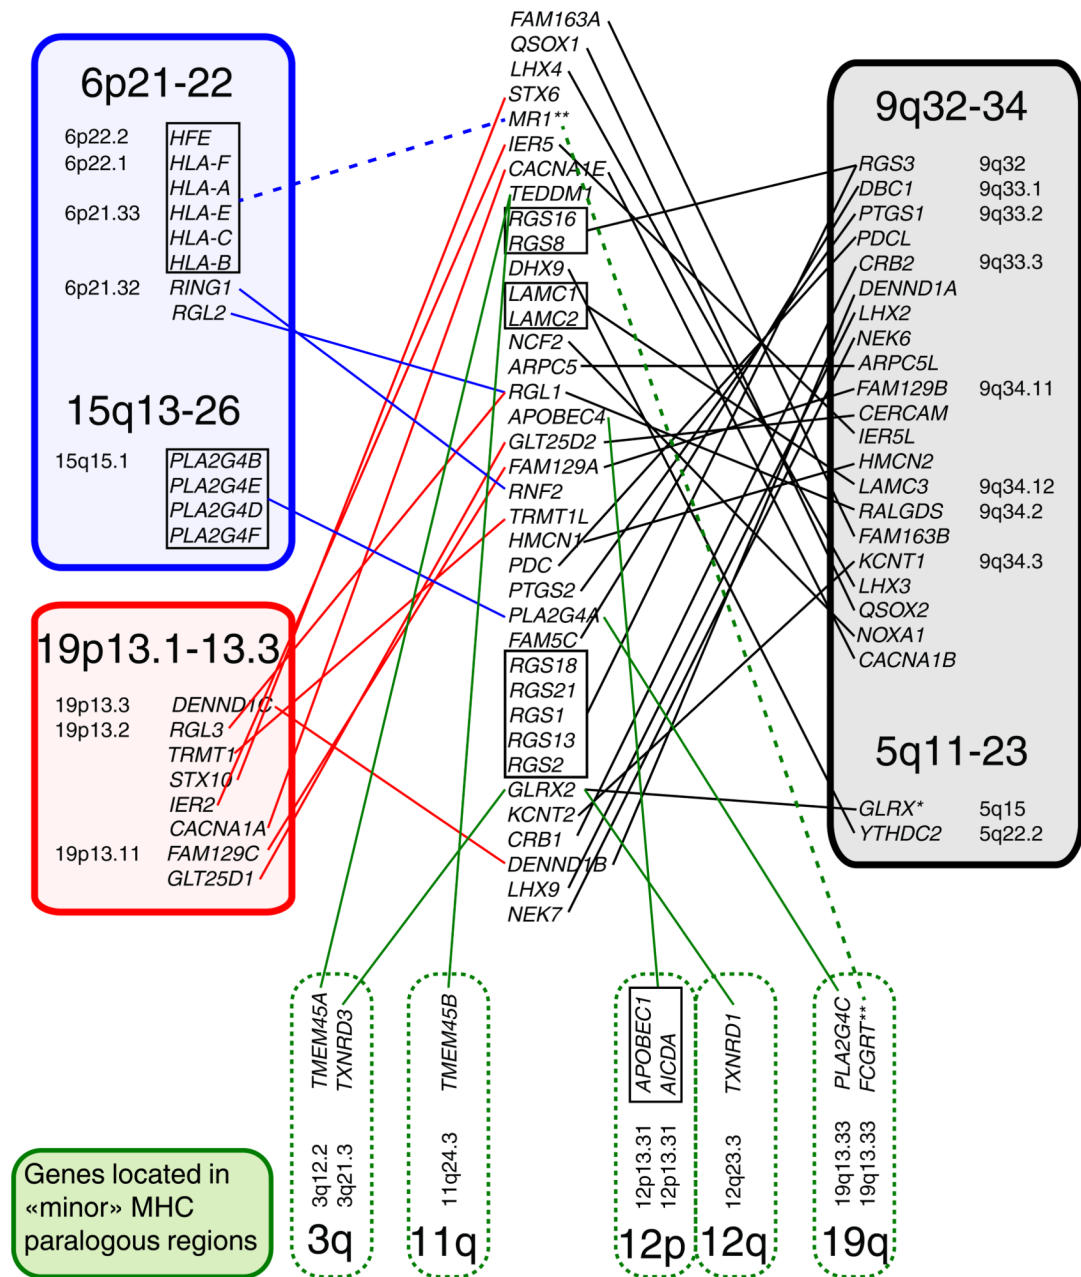 6p21-22
6p22.2 HFE
6p22.1 HLA-F
HLA-A
6p21.33 HLA-E
HLA-C
HLA-B
6p21.32 RING1
RGL2
15q13-26
15q15.1 PLA2G4B
PLA2G4E
PLA2G4D
PLA2G4F
19p13.1-13.3
19p13.3 DENND1C
19p13.2 RGL3
TRMT1
STX10
IER2
CACNA1A
19p13.11 FAM129C
GLT25D1
FAM163A
QSOX1
LHX4
STX6
MR1**
IER5
CACNA1E
TEDDM1
RGS16
RGS8
DHX9
LAMC1
LAMC2
NCF2
ARPC5
RGL1
APOBEC4
GLT25D2
FAM129A
RNF2
TRMT1L
HMCN1
PDC
PTGS2
PLA2G4A
FAM5C
RGS18
RGS21
RGS1
RGS13
RGS2
GLRX2
KCNT2
CRB1
DENND1B
LHX9
NEK7
9q32-34
RGS3 9q32
DBC1 9q33.1
PTGS1 9q33.2
PDCL
CRB2 9q33.3
DENND1A
LHX2
NEK6
ARPC5L
FAM129B 9q34.11
CERCAM
IER5L
HMCN2
LAMC3 9q34.12
RALGDS 9q34.2
FAM163B
KCNT1 9q34.3
LHX3
QSOX2
NOXA1
CACNA1B
5q11-23
GLRX* 5q15
YTHDC2 5q22.2
Genes located in
«minor» MHC
paralogous regions
3q12.2 TMEM45A
3q21.3 TXNRD3
3q
11q24.3 TMEM45B
11q
12p13.31 APOBEC1
12p13.31 AICDA
12p
12q23.3 TXNRD1
12q
19q13.33 PLA2G4C
19q13.33 FCGRT**
19q